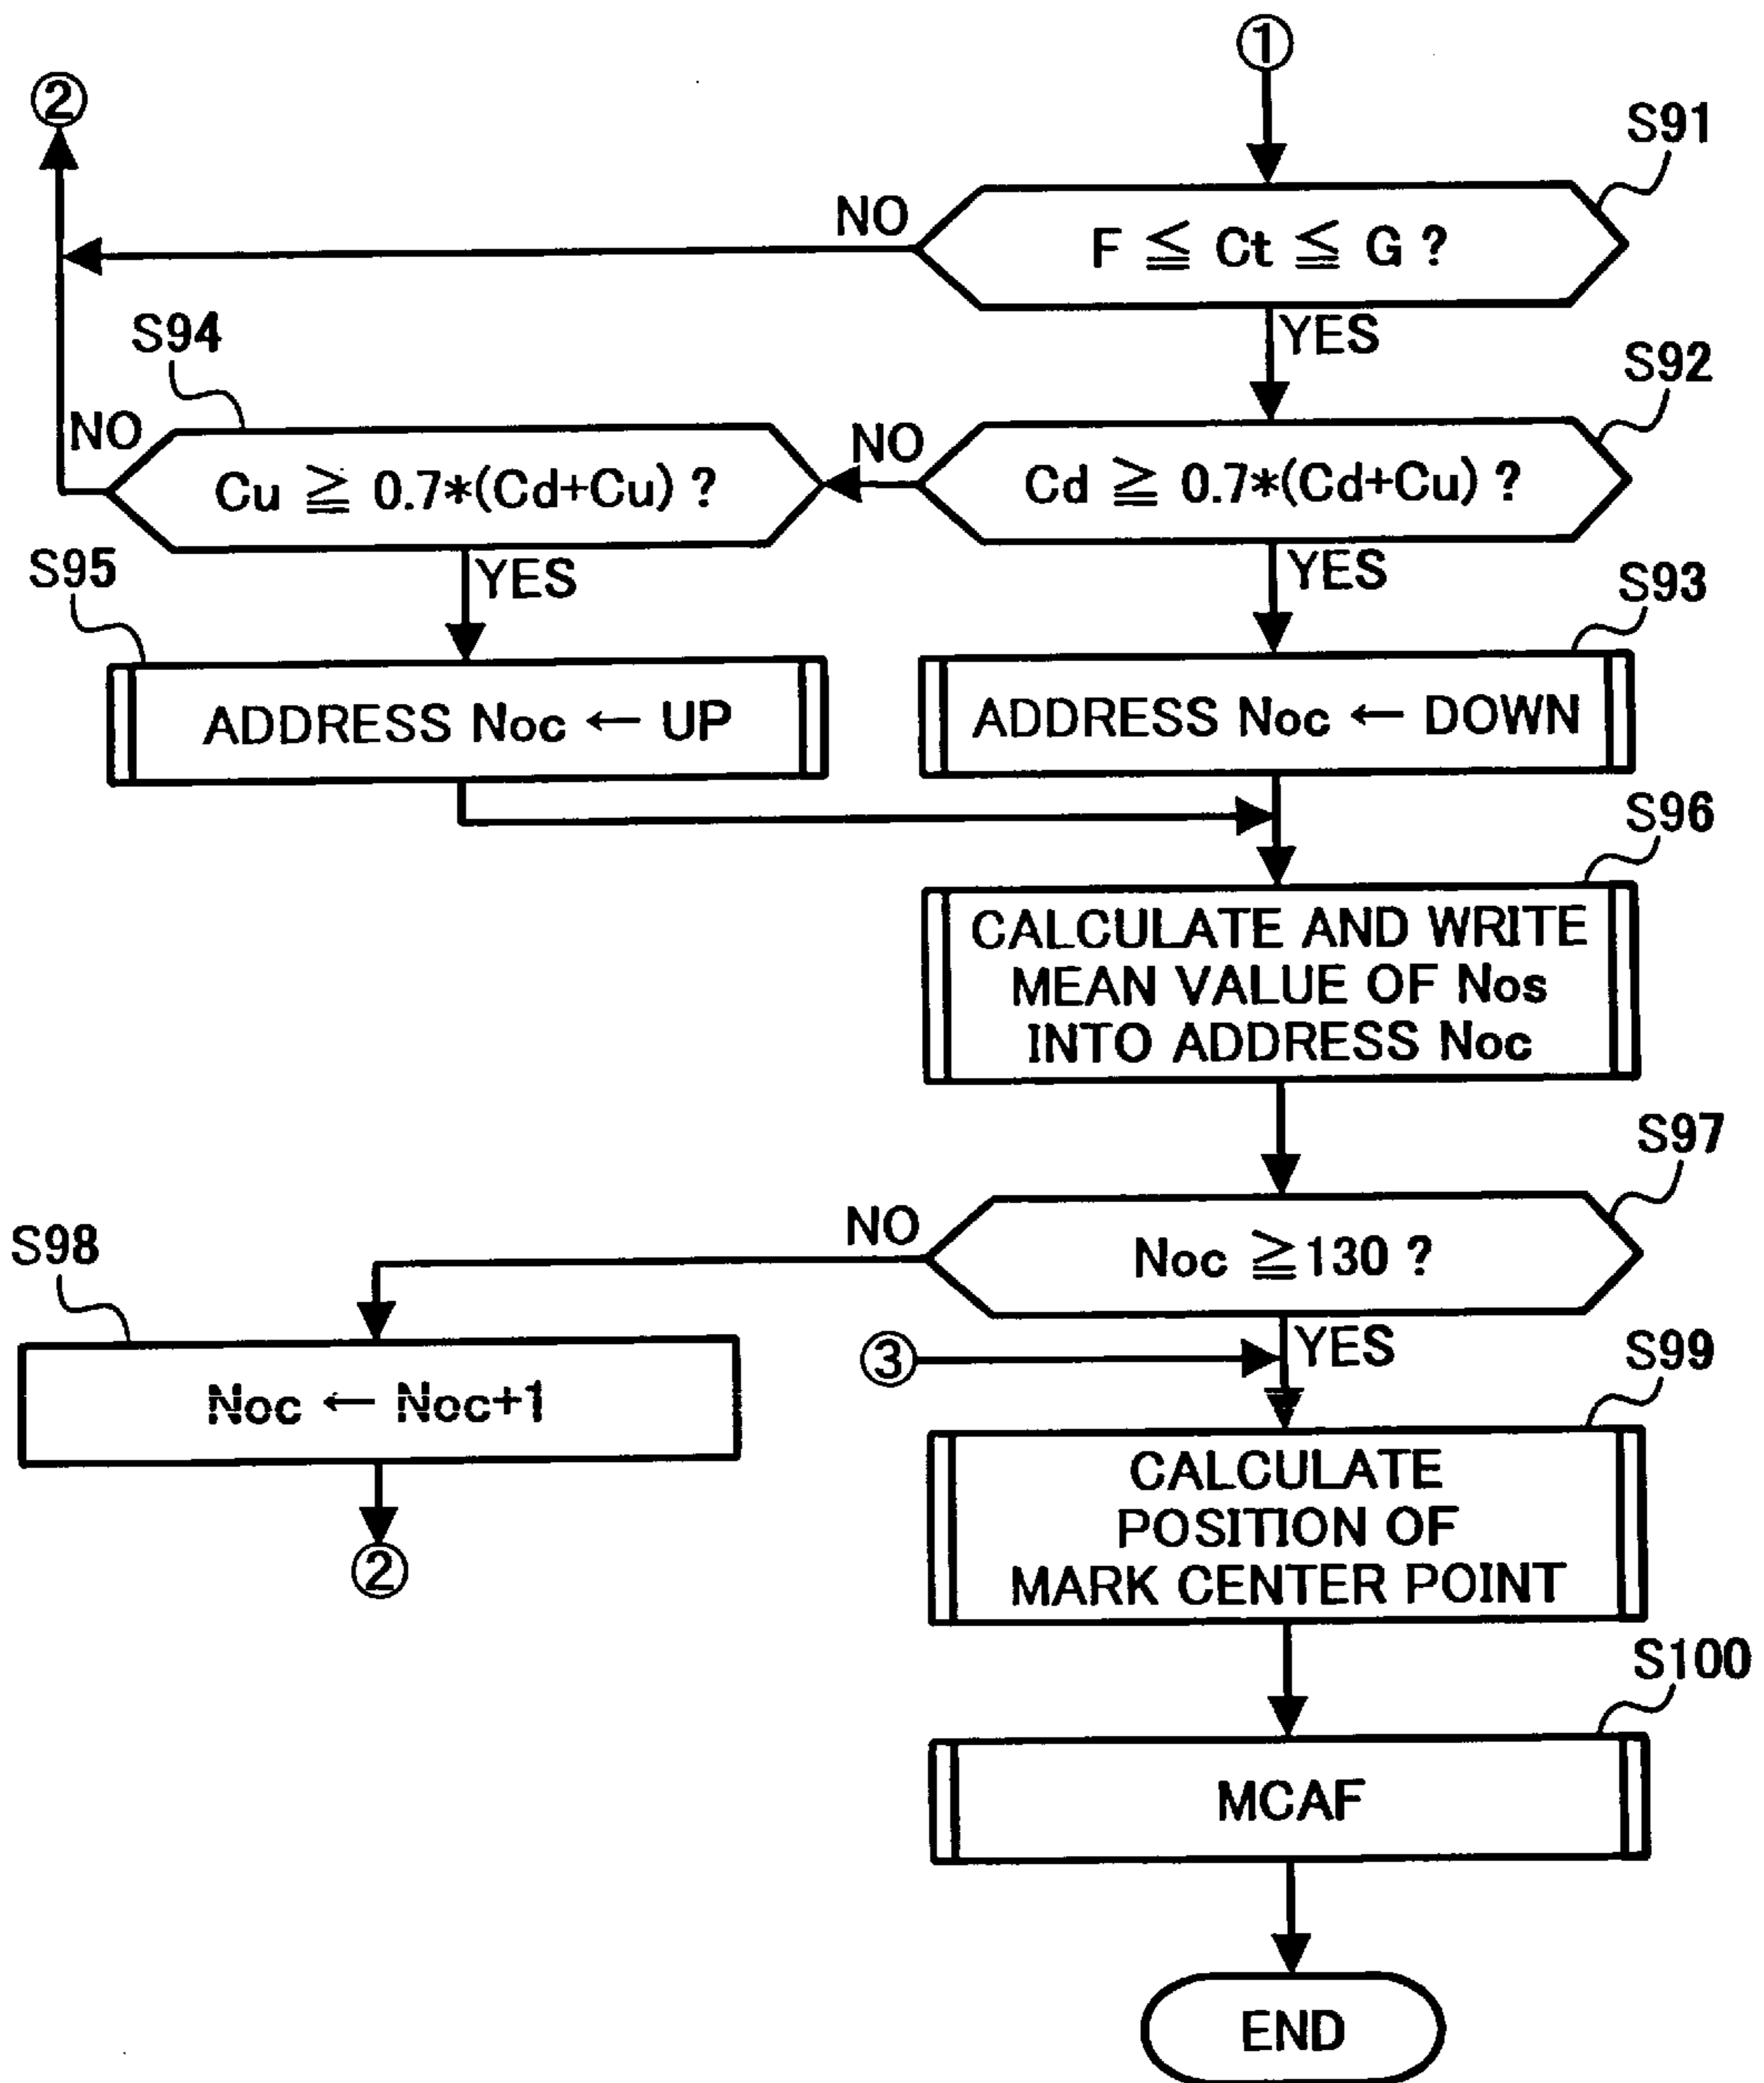 ①
②
S91
NO
F ≦ Ct ≦ G ?
YES
S94
S92
NO
Cu ≧ 0.7*(Cd+Cu) ?
NO
Cd ≧ 0.7*(Cd+Cu) ?
S95
YES
YES
S93
ADDRESS Noc ← UP
ADDRESS Noc ← DOWN
S96
CALCULATE AND WRITE
MEAN VALUE OF Nos
INTO ADDRESS Noc
S97
NO
Noc ≧130 ?
S98
③
YES
S99
Noc ← Noc+1
CALCULATE
POSITION OF
MARK CENTER POINT
②
S100
MCAF
END